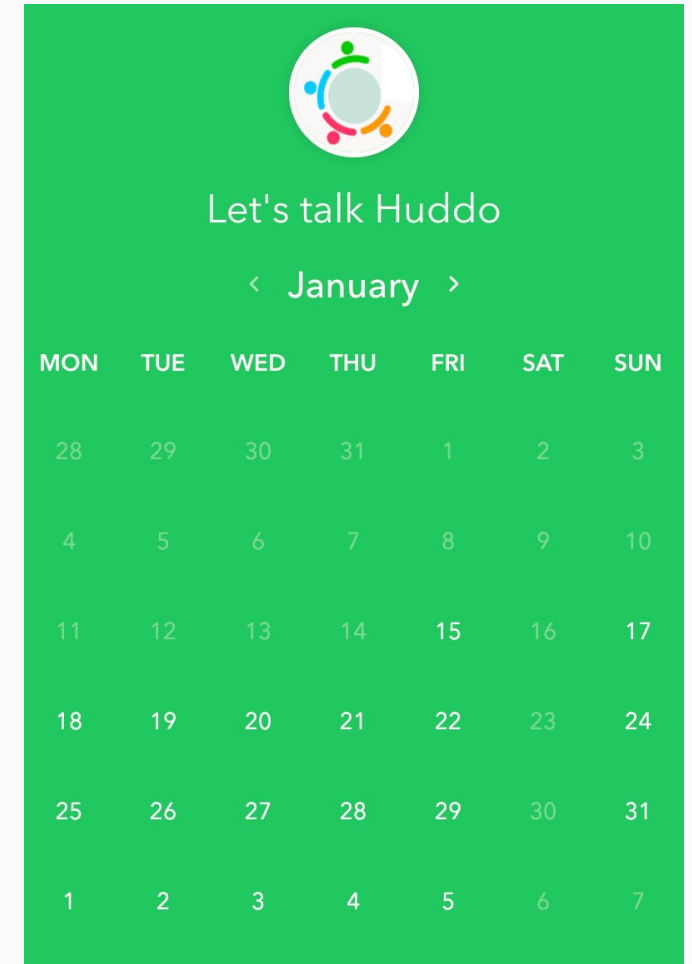 Let's talk Huddo
< January >
MON TUE WED THU FRI SAT SUN
28 29 30 31 1 2 3
4 5 6 7 8 9 10
11 12 13 14 15 16 17
18 19 20 21 22 23 24
25 26 27 28 29 30 31
1 2 3 4 5 6 7